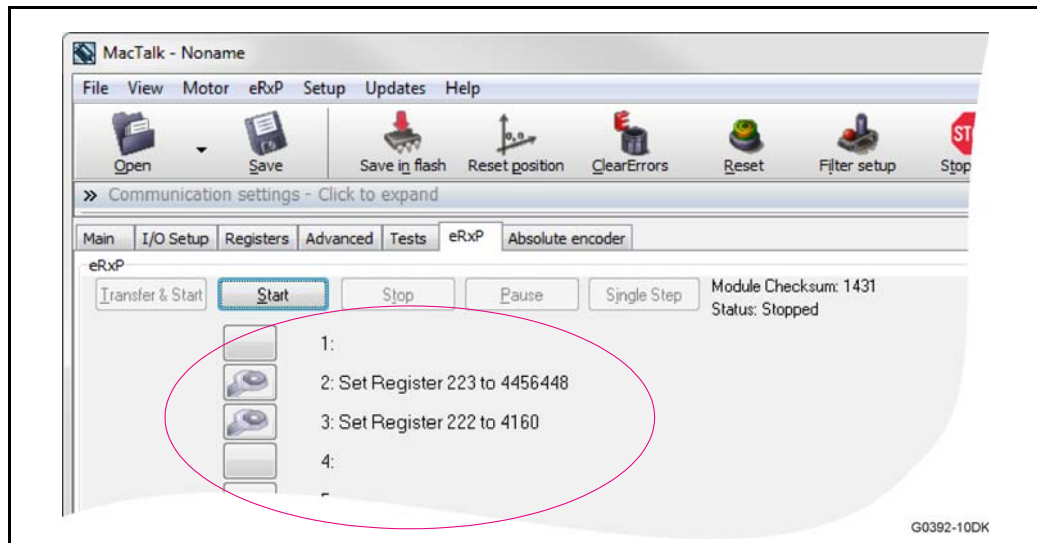 MacTalk - Noname
File View Motor eRxP Setup Updates Help
Open Save Save in flash Reset position ClearErrors Reset Filter setup
» Communication settings - Click to expand
Main I/O Setup Registers Advanced Tests eRxP Absolute encoder
eRxP
Transfer & Start Start Stop Pause Single Step Module Checksum: 1431
Status: Stopped
1:
2: Set Register 223 to 4456448
3: Set Register 222 to 4160
4:
G0392-10DK